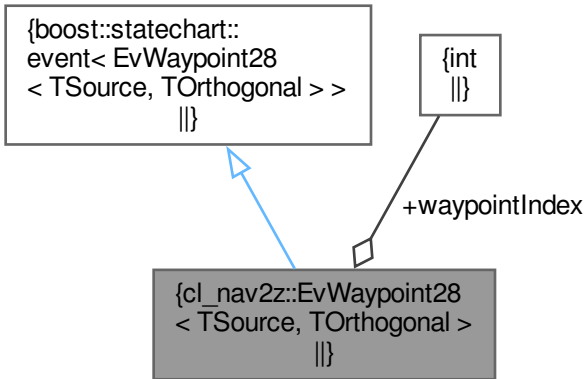 {boost::statechart::
event< EvWaypoint28
< TSource, TOrthogonal > >
||}
{int
||}
+waypointIndex
{cl_nav2z::EvWaypoint28
< TSource, TOrthogonal >
||}